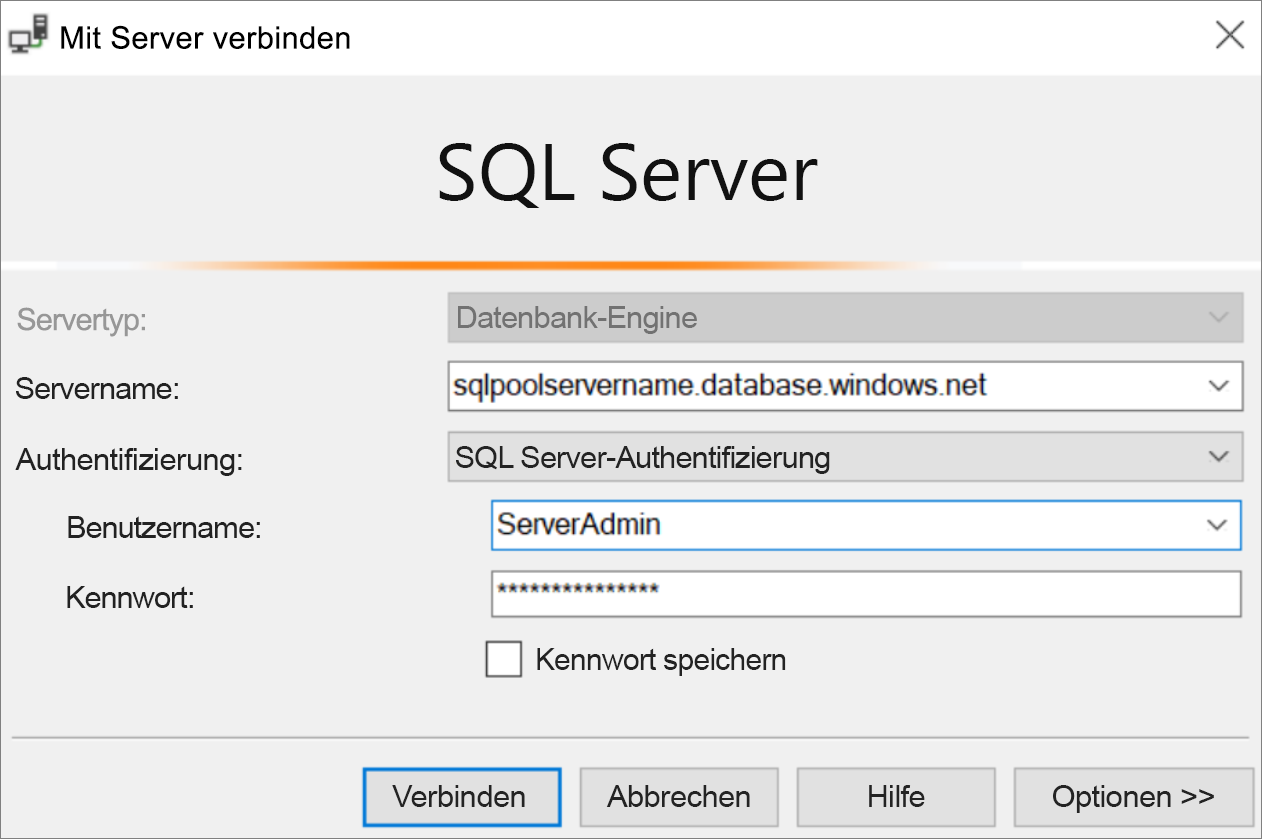 Mit Server verbinden
SQL Server
Servertyp: Datenbank-Engine
Servername: sqlpoolservername.database.windows.net
Authentifizierung: SQL Server-Authentifizierung
Benutzername: ServerAdmin
Kennwort: ***************
Kennwort speichern
Verbinden Abbrechen Hilfe Optionen >>